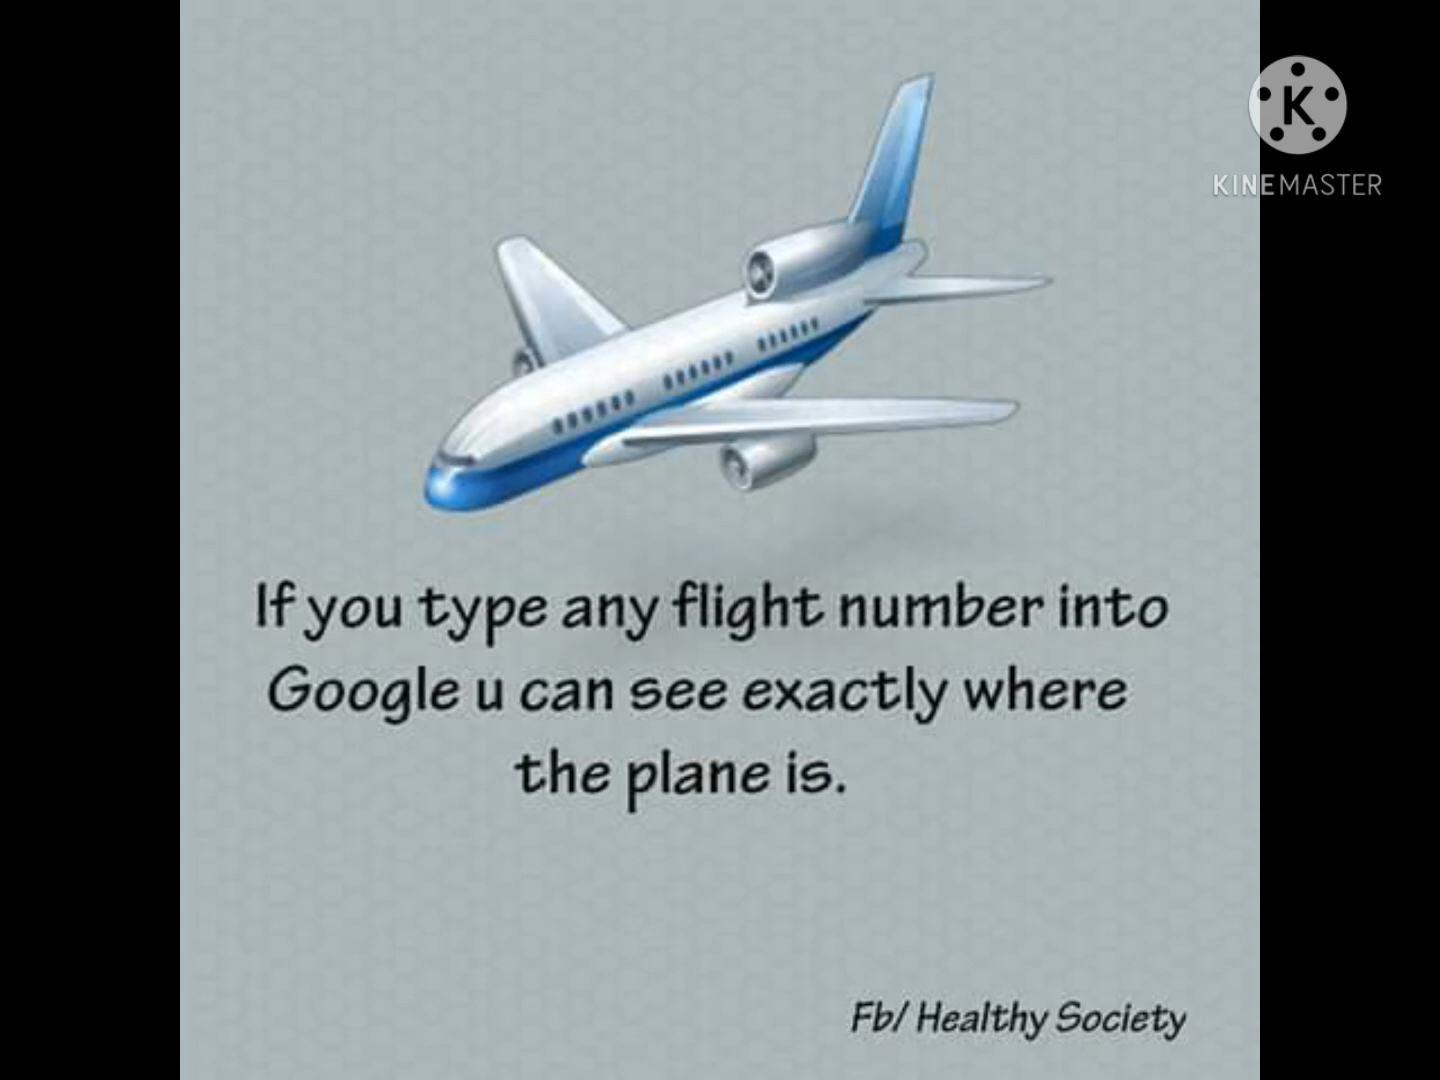 K
KINEMASTER
If you type any flight number into
Google u can see exactly where
the plane is.
Fb/ Healthy Society